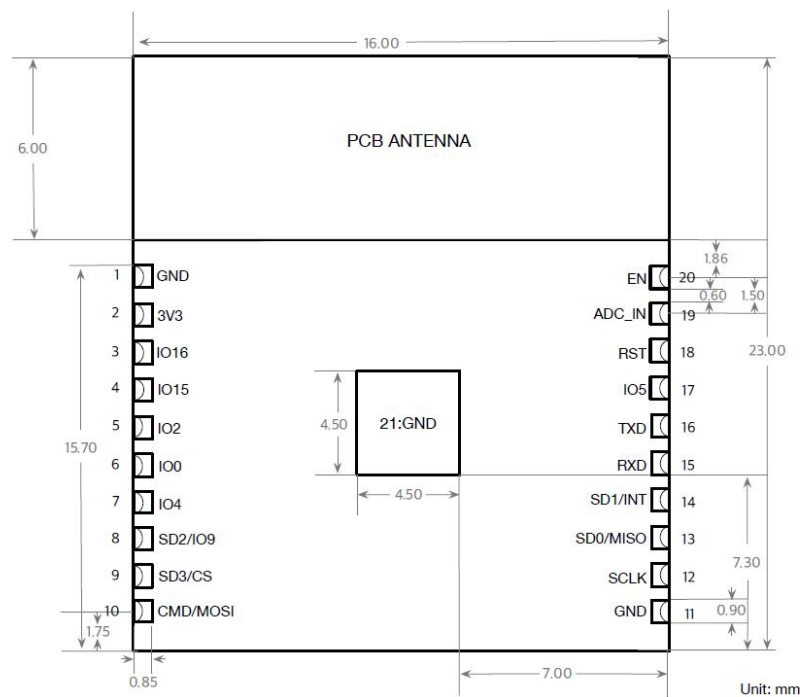 16.00
PCB ANTENNA
6.00
1.86
1 GND
EN 20
0.60
1.50
2 3V3
ADC_IN 19
3 IO16
RST 18
23.00
4 IO15
IO5 17
4.50
21:GND
5 IO2
TXD 16
15.70
6 IO0
RXD 15
4.50
7 IO4
SD1/INT 14
8 SD2/IO9
SD0/MISO 13
7.30
9 SD3/CS
SCLK 12
10 CMD/MOSI
GND 11
0.90
1.75
0.85
7.00
Unit: mm